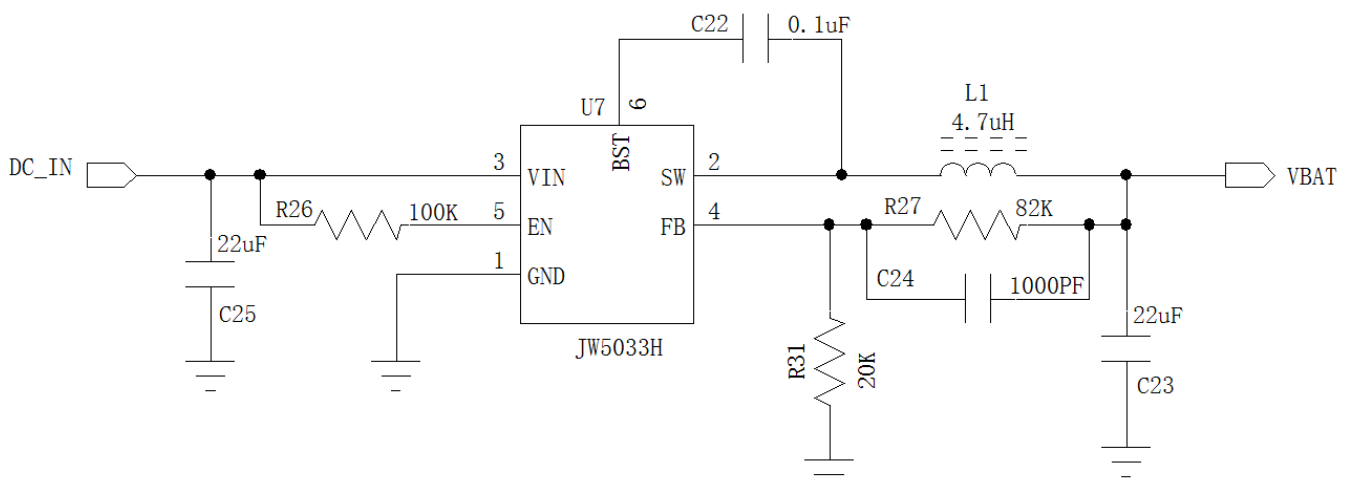 C22
0.1uF
U7
6
BST
L1
4.7uH
DC_IN
3
VIN
SW
2
VBAT
R26
100K
5
EN
FB
4
R27
82K
22uF
1
GND
C24
1000PF
C25
22uF
JW5033H
R31
20K
C23